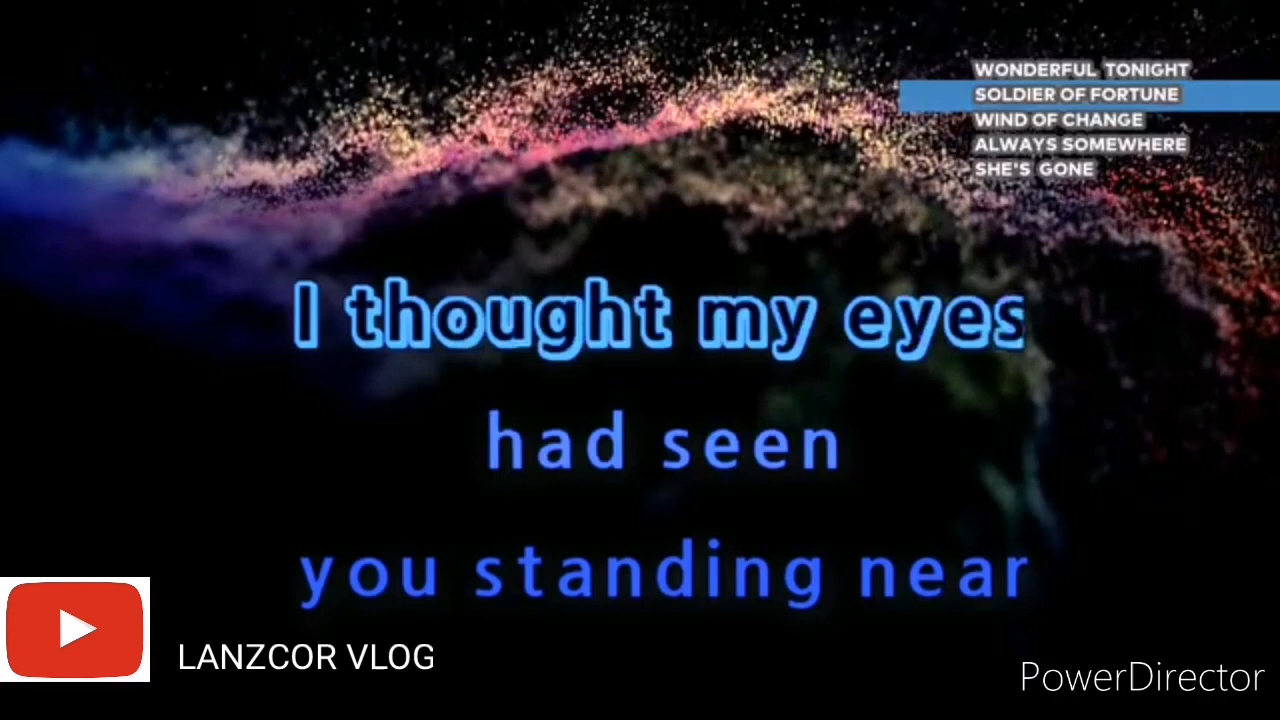 WONDERFUL TONIGHT
SOLDIER OF FORTUNE
WIND OF CHANGE
ALWAYS SOMEWHERE
SHE'S GONE
I thought my eyes
had seen
you standing near
LANZCOR VLOG
PowerDirector